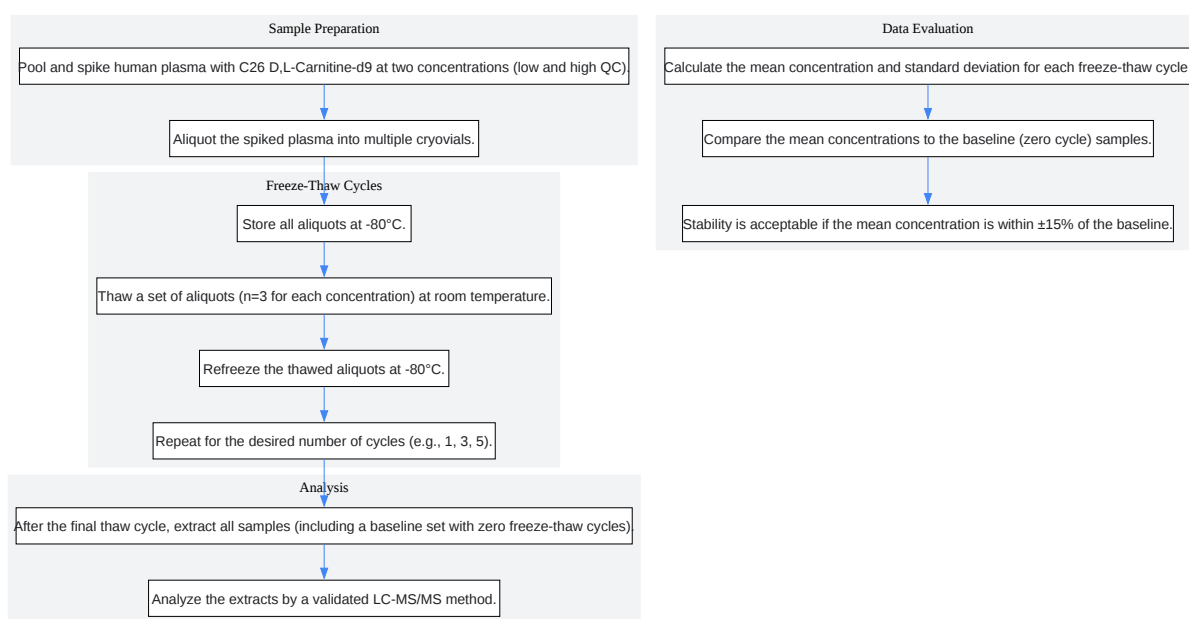 Sample Preparation
Pool and spike human plasma with C26 D,L-Carnitine-d9 at two concentrations (low and high QC).
Aliquot the spiked plasma into multiple cryovials.
Freeze-Thaw Cycles
Store all aliquots at -80°C.
Thaw a set of aliquots (n=3 for each concentration) at room temperature.
Refreeze the thawed aliquots at -80°C.
Repeat for the desired number of cycles (e.g., 1, 3, 5).
Analysis
After the final thaw cycle, extract all samples (including a baseline set with zero freeze-thaw cycles).
Analyze the extracts by a validated LC-MS/MS method.
Data Evaluation
Calculate the mean concentration and standard deviation for each freeze-thaw cycle
Compare the mean concentrations to the baseline (zero cycle) samples.
Stability is acceptable if the mean concentration is within ±15% of the baseline.